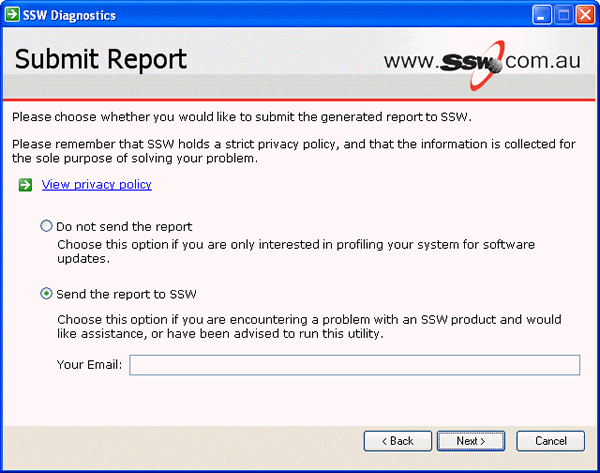 SSW Diagnostics
Submit Report
www.SSW.com.au
Please choose whether you would like to submit the generated report to SSW.
Please remember that SSW holds a strict privacy policy, and that the information is collected for
the sole purpose of solving your problem.
View privacy policy
Do not send the report
Choose this option if you are only interested in profiling your system for software
updates.
Send the report to SSW
Choose this option if you are encountering a problem with an SSW product and would
like assistance, or have been advised to run this utility.
Your Email:
< Back
Next >
Cancel